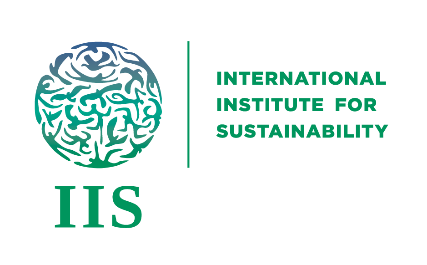 IIS
INTERNATIONAL
INSTITUTE FOR
SUSTAINABILITY